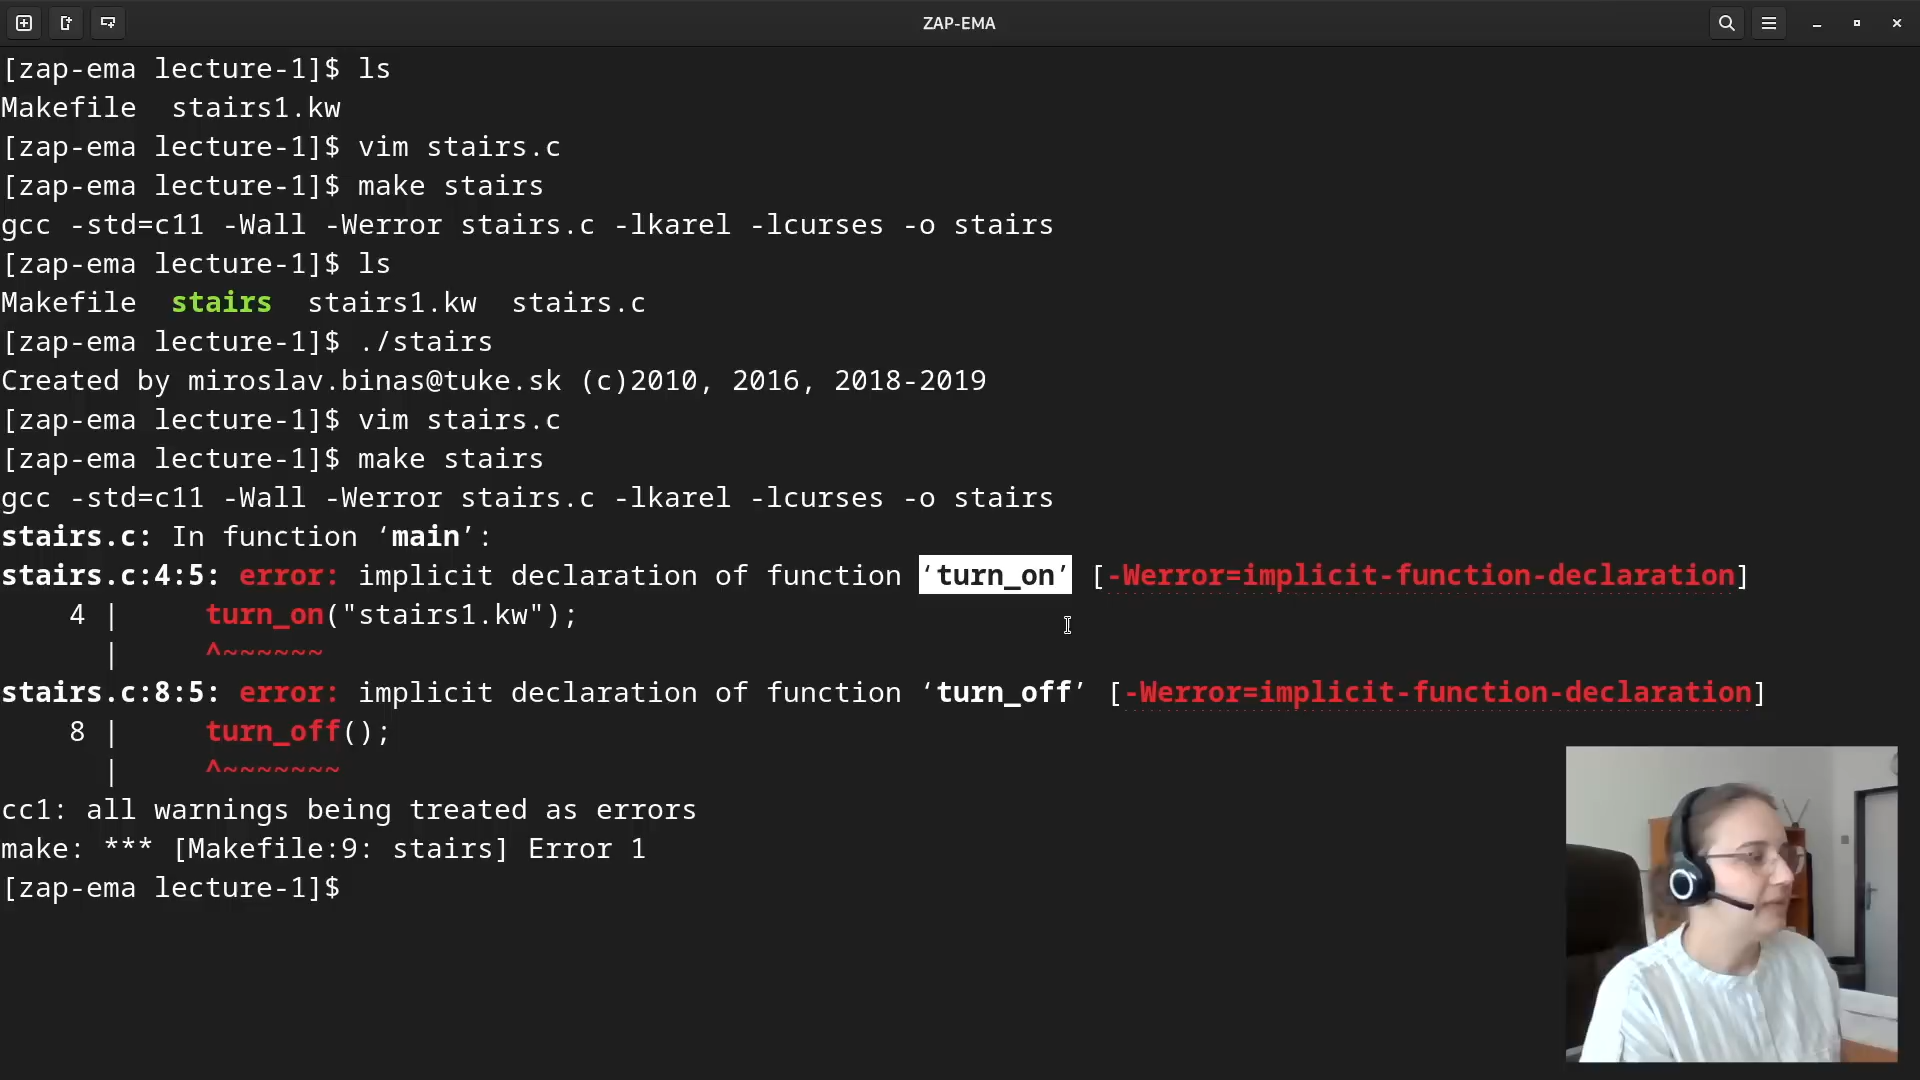 ZAP-EMA
[zap-ema lecture-1]$ ls
Makefile  stairs1.kw
[zap-ema lecture-1]$ vim stairs.c
[zap-ema lecture-1]$ make stairs
gcc -std=c11 -Wall -Werror stairs.c -lkarel -lcurses -o stairs
[zap-ema lecture-1]$ ls
Makefile  stairs  stairs1.kw  stairs.c
[zap-ema lecture-1]$ ./stairs
Created by miroslav.binas@tuke.sk (c)2010, 2016, 2018-2019
[zap-ema lecture-1]$ vim stairs.c
[zap-ema lecture-1]$ make stairs
gcc -std=c11 -Wall -Werror stairs.c -lkarel -lcurses -o stairs
stairs.c: In function ‘main’:
stairs.c:4:5: error: implicit declaration of function ‘turn_on’ [-Werror=implicit-function-declaration]
    4 |     turn_on("stairs1.kw");
      |     ^~~~~~~
stairs.c:8:5: error: implicit declaration of function ‘turn_off’ [-Werror=implicit-function-declaration]
    8 |     turn_off();
      |     ^~~~~~~~
cc1: all warnings being treated as errors
make: *** [Makefile:9: stairs] Error 1
[zap-ema lecture-1]$